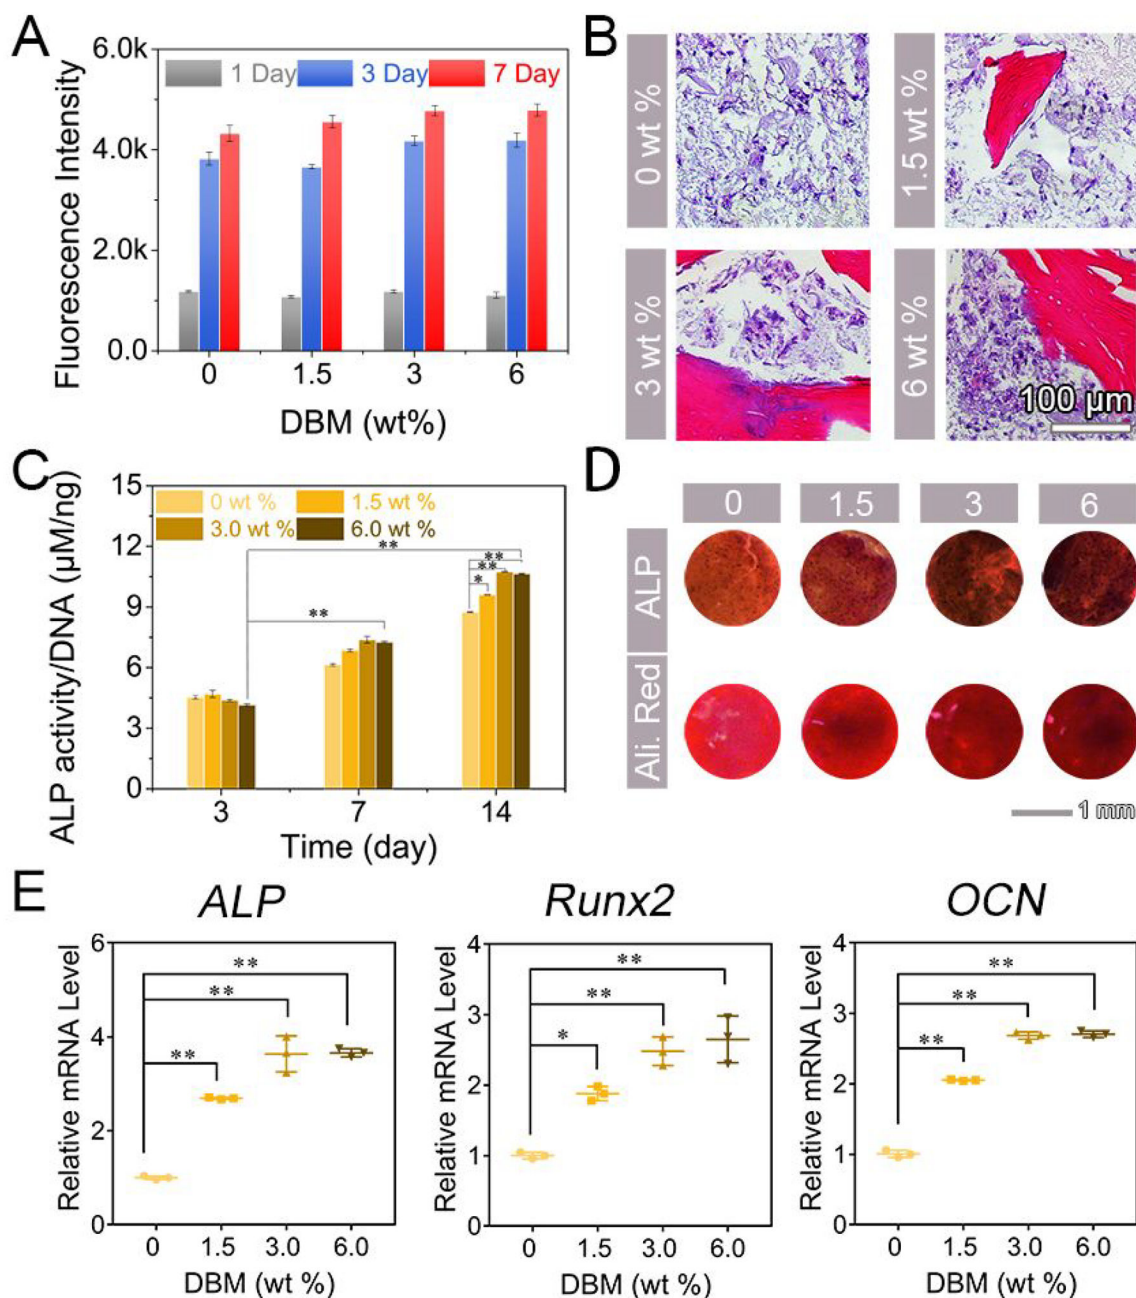 A
6.0k
4.0k
2.0k
0.0
Fluorescence Intensity
1 Day 3 Day 7 Day
0 1.5 3 6
DBM (wt%)
B
0 wt %
1.5 wt %
3 wt %
6 wt %
100 μm
C
15
12
9
6
3
0
ALP activity/DNA (μM/ng)
0 wt % 1.5 wt %
3.0 wt % 6.0 wt %
**
**
**
**
*
3 7 14
Time (day)
D
0 1.5 3 6
ALP
Ali. Red
1 mm
E
ALP
6
4
2
0
Relative mRNA Level
**
**
**
0 1.5 3.0 6.0
DBM (wt %)
Runx2
4
3
2
1
0
Relative mRNA Level
**
**
*
0 1.5 3.0 6.0
DBM (wt %)
OCN
4
3
2
1
0
Relative mRNA Level
**
**
**
0 1.5 3.0 6.0
DBM (wt %)